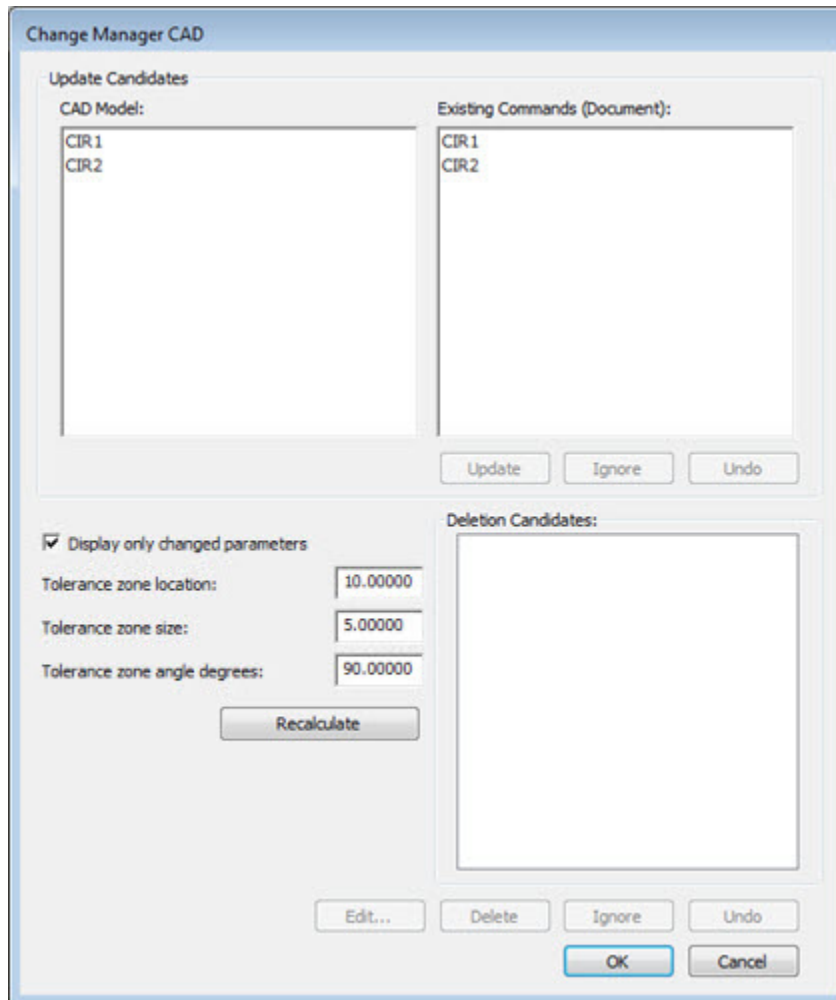 Change Manager CAD
Update Candidates
CAD Model:
CIR1
CIR2
Existing Commands (Document):
CIR1
CIR2
Update
Ignore
Undo
Display only changed parameters
Tolerance zone location:
10.00000
Tolerance zone size:
5.00000
Tolerance zone angle degrees:
90.00000
Recalculate
Deletion Candidates:
Edit...
Delete
Ignore
Undo
OK
Cancel